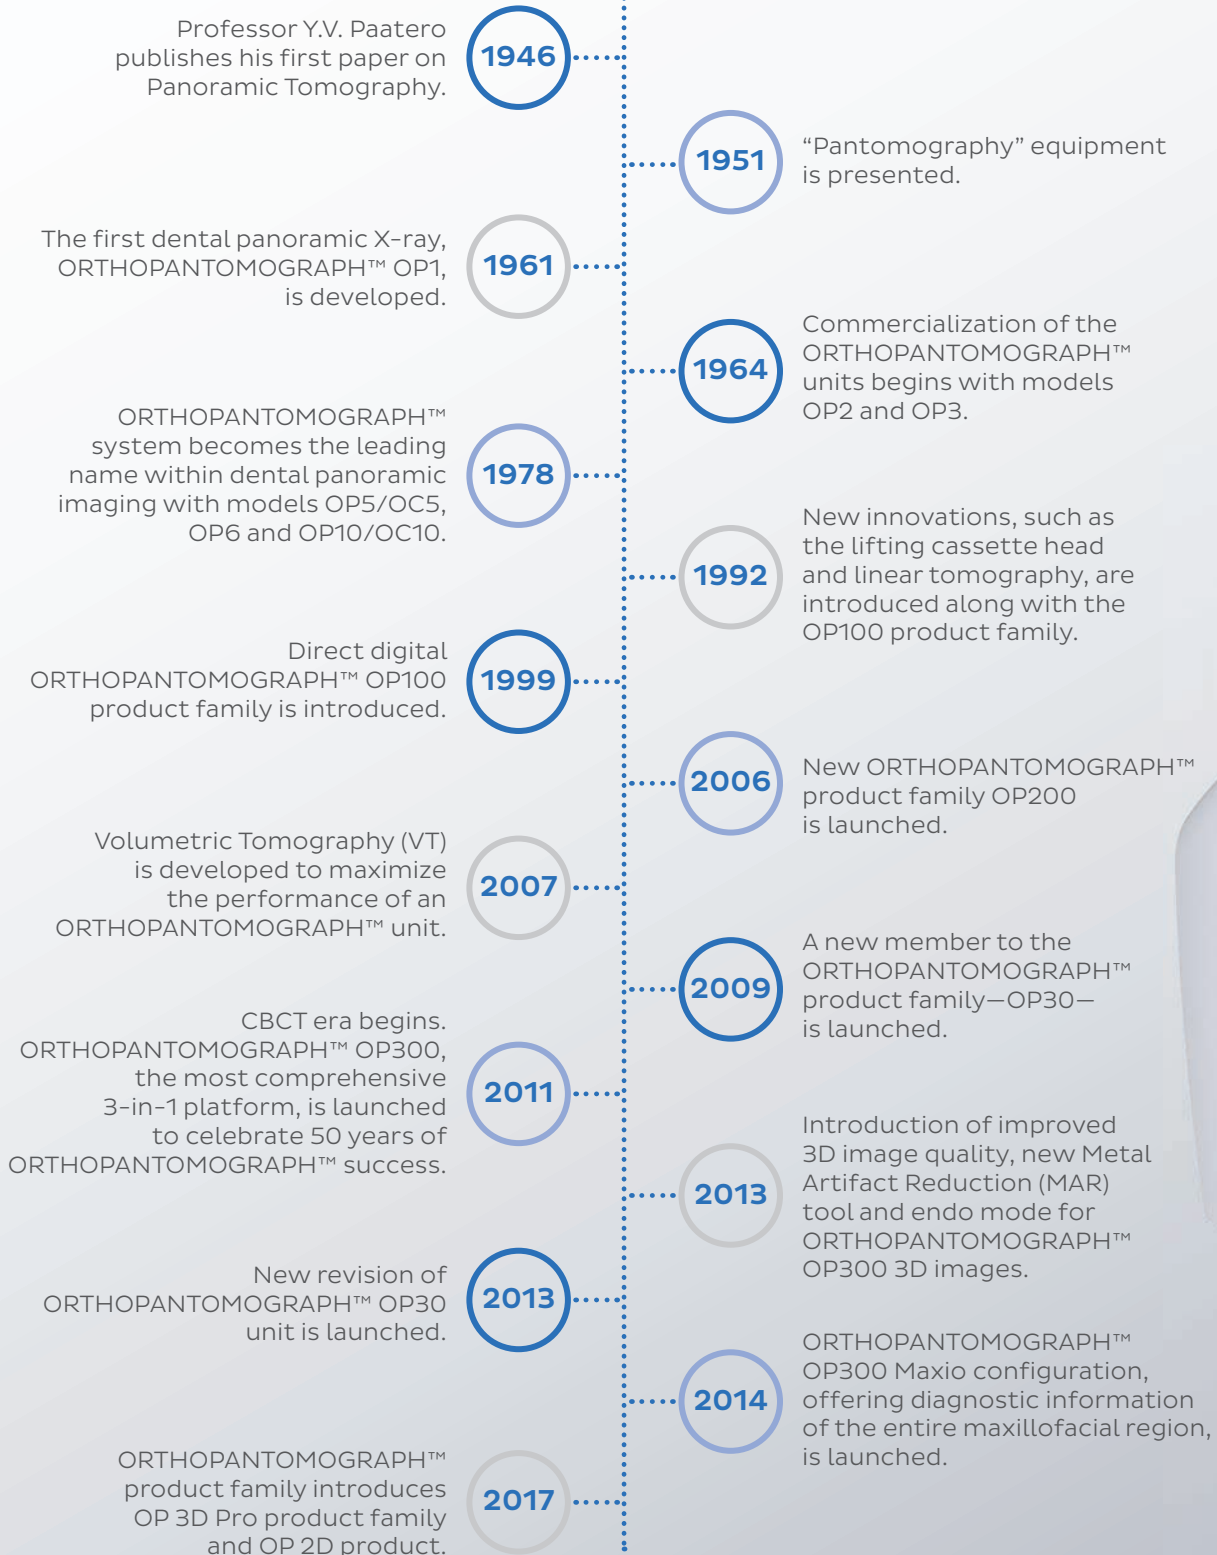 Professor Y.V. Paatero
publishes his first paper on
Panoramic Tomography.
1946
1951
“Pantomography” equipment
is presented.
The first dental panoramic X-ray,
ORTHOPANTOMOGRAPH™ OP1,
is developed.
1961
1964
Commercialization of the
ORTHOPANTOMOGRAPH™
units begins with models
OP2 and OP3.
ORTHOPANTOMOGRAPH™
system becomes the leading
name within dental panoramic
imaging with models OP5/OC5,
OP6 and OP10/OC10.
1978
1992
New innovations, such as
the lifting cassette head
and linear tomography, are
introduced along with the
OP100 product family.
Direct digital
ORTHOPANTOMOGRAPH™ OP100
product family is introduced.
1999
2006
New ORTHOPANTOMOGRAPH™
product family OP200
is launched.
Volumetric Tomography (VT)
is developed to maximize
the performance of an
ORTHOPANTOMOGRAPH™ unit.
2007
2009
A new member to the
ORTHOPANTOMOGRAPH™
product family—OP30—
is launched.
CBCT era begins.
ORTHOPANTOMOGRAPH™ OP300,
the most comprehensive
3-in-1 platform, is launched
to celebrate 50 years of
ORTHOPANTOMOGRAPH™ success.
2011
2013
Introduction of improved
3D image quality, new Metal
Artifact Reduction (MAR)
tool and endo mode for
ORTHOPANTOMOGRAPH™
OP300 3D images.
New revision of
ORTHOPANTOMOGRAPH™ OP30
unit is launched.
2013
2014
ORTHOPANTOMOGRAPH™
OP300 Maxio configuration,
offering diagnostic information
of the entire maxillofacial region,
is launched.
ORTHOPANTOMOGRAPH™
product family introduces
OP 3D Pro product family
and OP 2D product.
2017